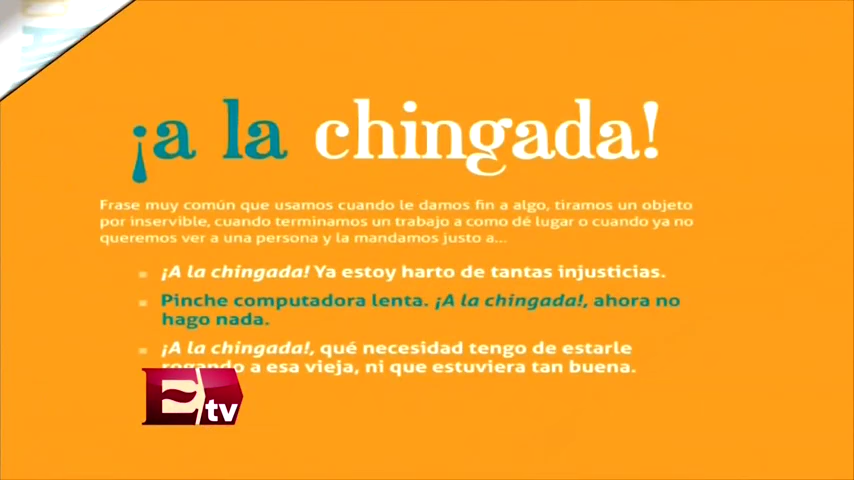 ¡a la chingada!
Frase muy común que usamos cuando le damos fin a algo, tiramos un objeto
por inservible, cuando terminamos un trabajo a como dé lugar o cuando ya no
queremos ver a una persona y la mandamos justo a...
¡A la chingada! Ya estoy harto de tantas injusticias.
Pinche computadora lenta. ¡A la chingada!, ahora no
hago nada.
¡A la chingada!, qué necesidad tengo de estarle
rogando a esa vieja, ni que estuviera tan buena.
E tv